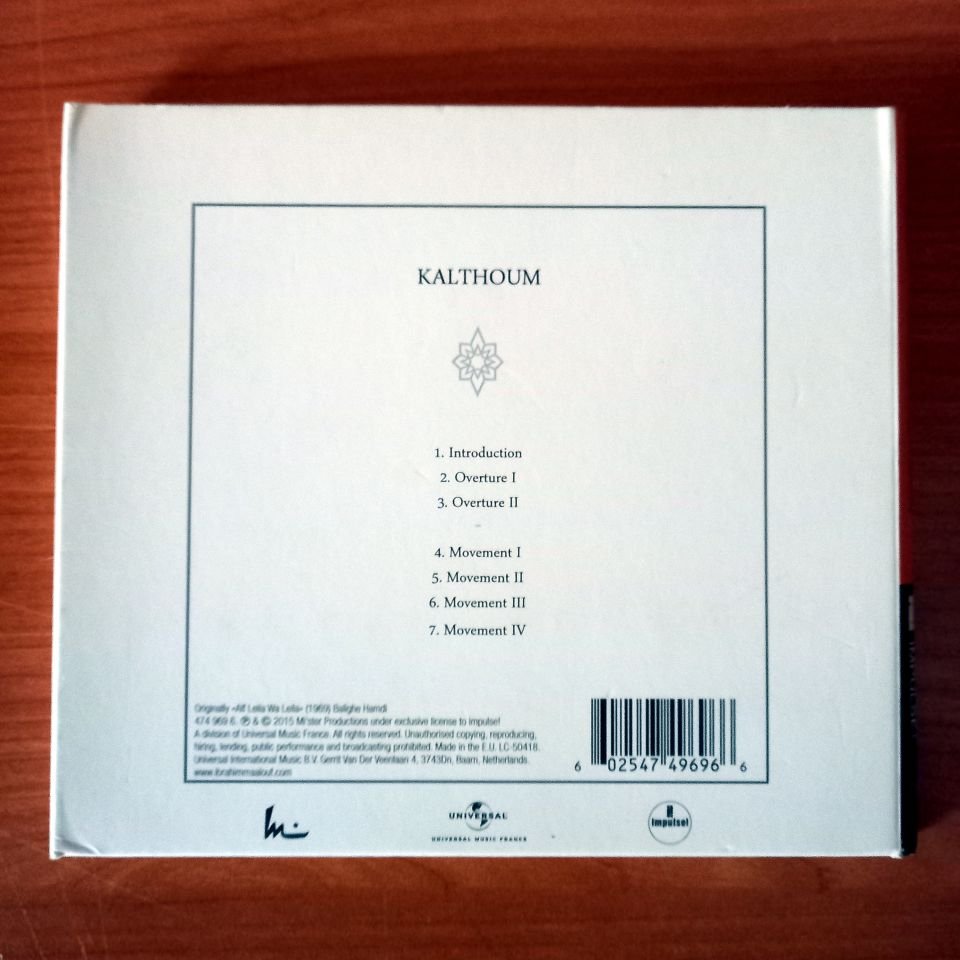 KALTHOUM
1. Introduction
2. Overture I
3. Overture II
-
4. Movement I
5. Movement II
6. Movement III
7. Movement IV
Originally «Alf Leila Wa Leila» (1969) Balighe Hamdi
474 969 6. ℗ & © 2015 Mi'ster Productions under exclusive license to Impulse!
A division of Universal Music France. All rights reserved. Unauthorised copying, reproducing,
hiring, lending, public performance and broadcasting prohibited. Made in the E.U. LC-50418.
Universal International Music B.V. Gerrit Van Der Veenlaan 4, 3743Dn, Baarn, Netherlands.
www.ibrahimmaalouf.com
6 02547 49696 6
UNIVERSAL
UNIVERSAL MUSIC FRANCE
impulse!